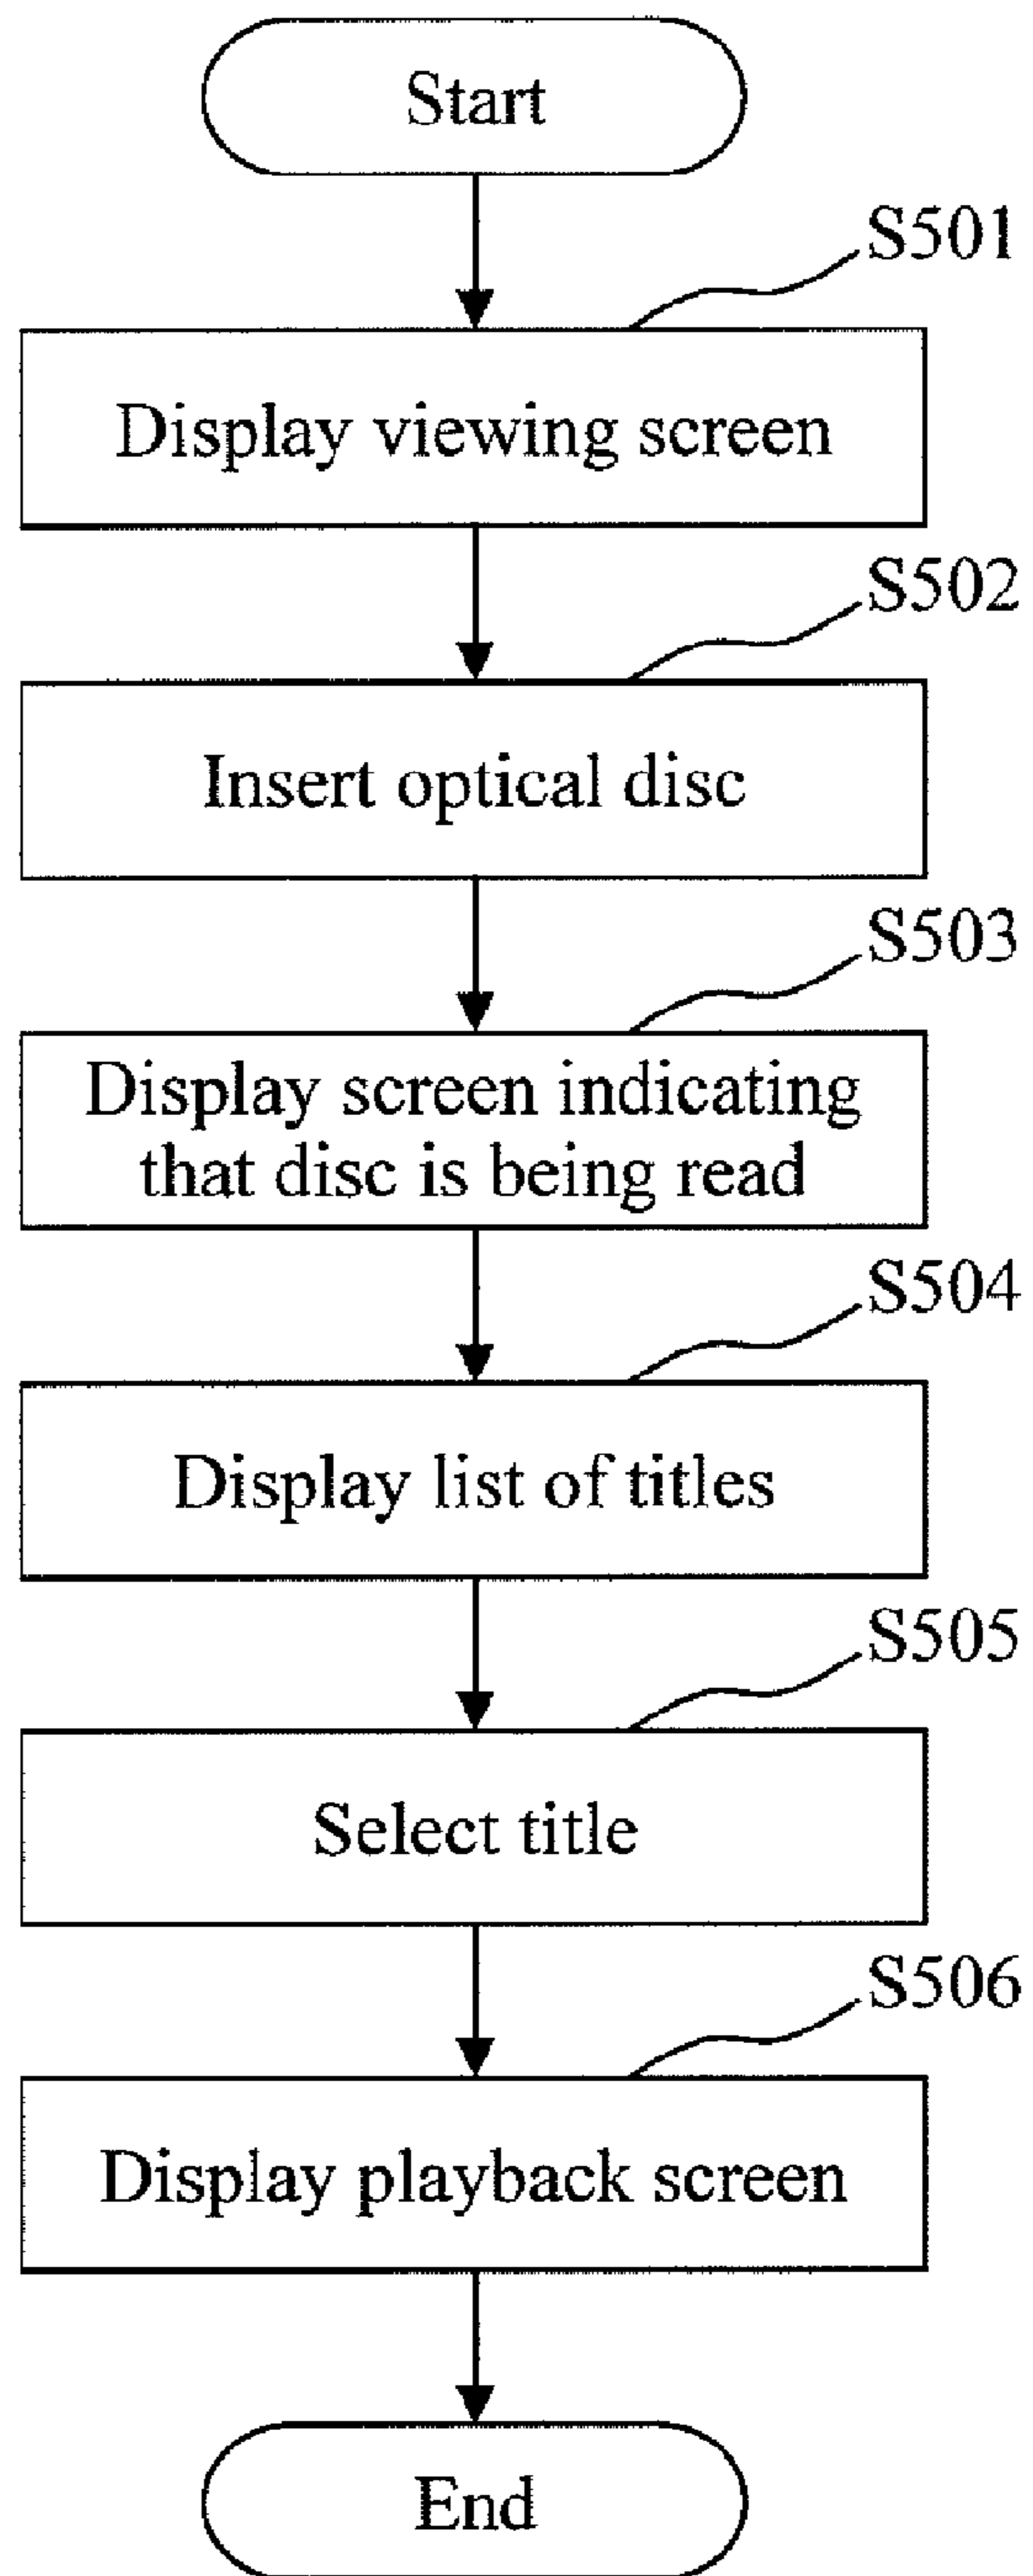 Start
S501
Display viewing screen
S502
Insert optical disc
S503
Display screen indicating
that disc is being read
S504
Display list of titles
S505
Select title
S506
Display playback screen
End